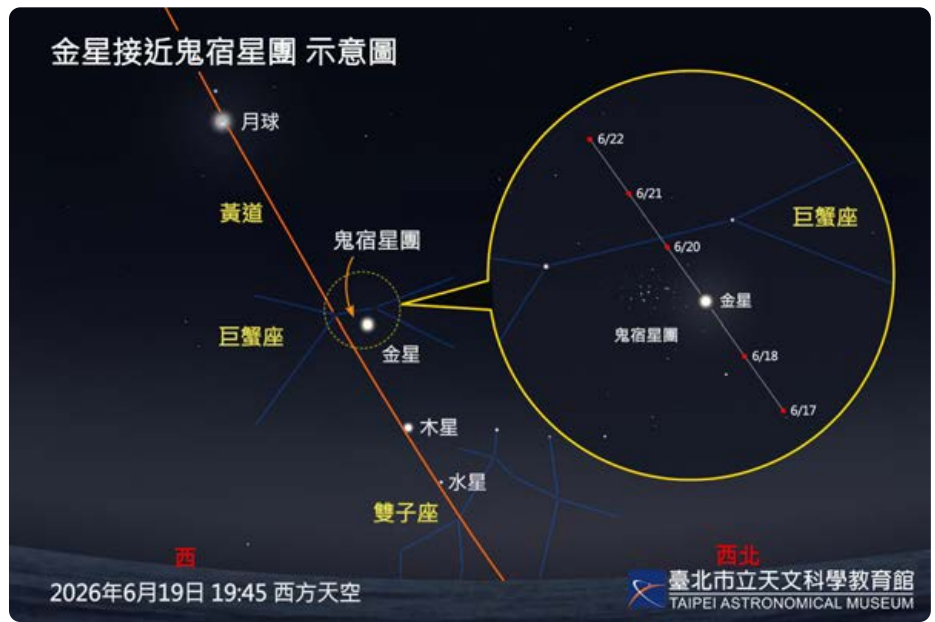 金星接近鬼宿星團 示意圖
月球
黃道
鬼宿星團
巨蟹座
金星
木星
水星
雙子座
6/22
6/21
6/20
巨蟹座
金星
鬼宿星團
6/18
6/17
西
西北
2026年6月19日 19:45 西方天空
臺北市立天文科學教育館
TAIPEI ASTRONOMICAL MUSEUM